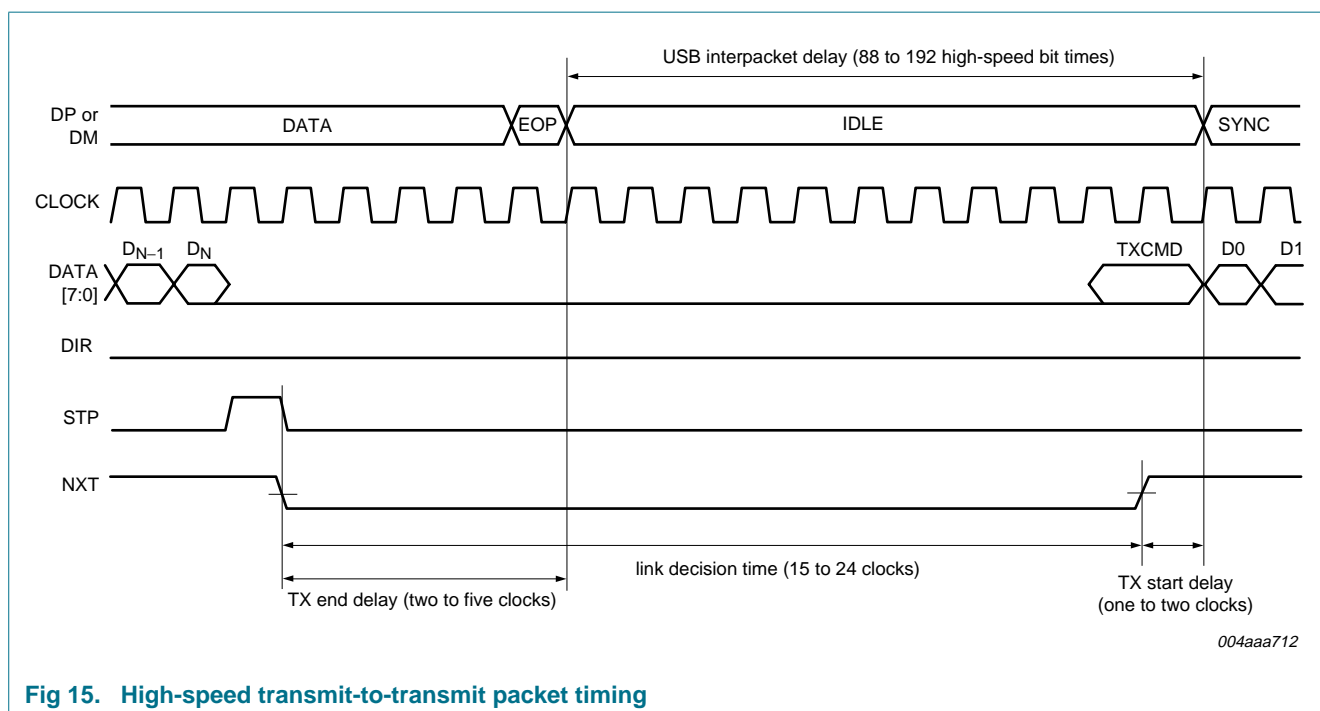 USB interpacket delay (88 to 192 high-speed bit times)
DP or
DM
DATA
EOP
IDLE
SYNC
CLOCK
DN−1
DN
TXCMD
D0
D1
DATA
[7:0]
DIR
STP
NXT
link decision time (15 to 24 clocks)
TX end delay (two to five clocks)
TX start delay
(one to two clocks)
004aaa712
Fig 15. High-speed transmit-to-transmit packet timing